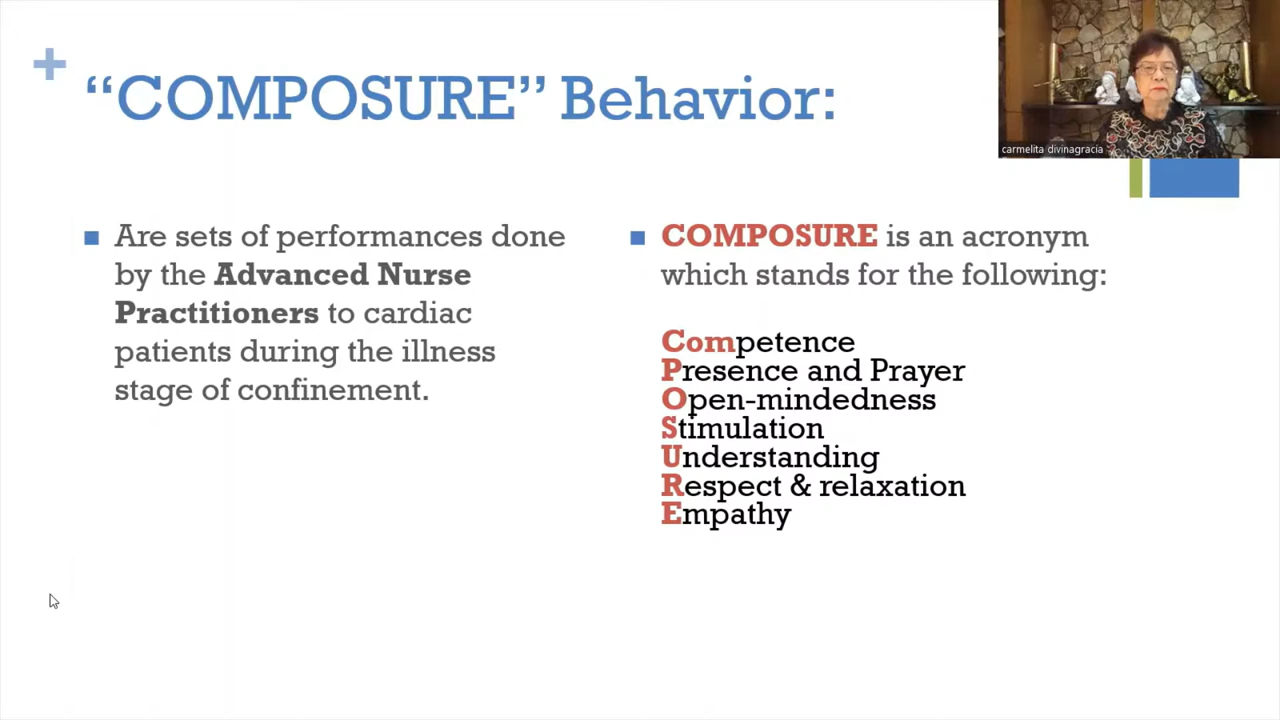 +
“COMPOSURE” Behavior:
carmelita divinagracia
■ Are sets of performances done
by the Advanced Nurse
Practitioners to cardiac
patients during the illness
stage of confinement.
■ COMPOSURE is an acronym
which stands for the following:
Competence
Presence and Prayer
Open-mindedness
Stimulation
Understanding
Respect & relaxation
Empathy